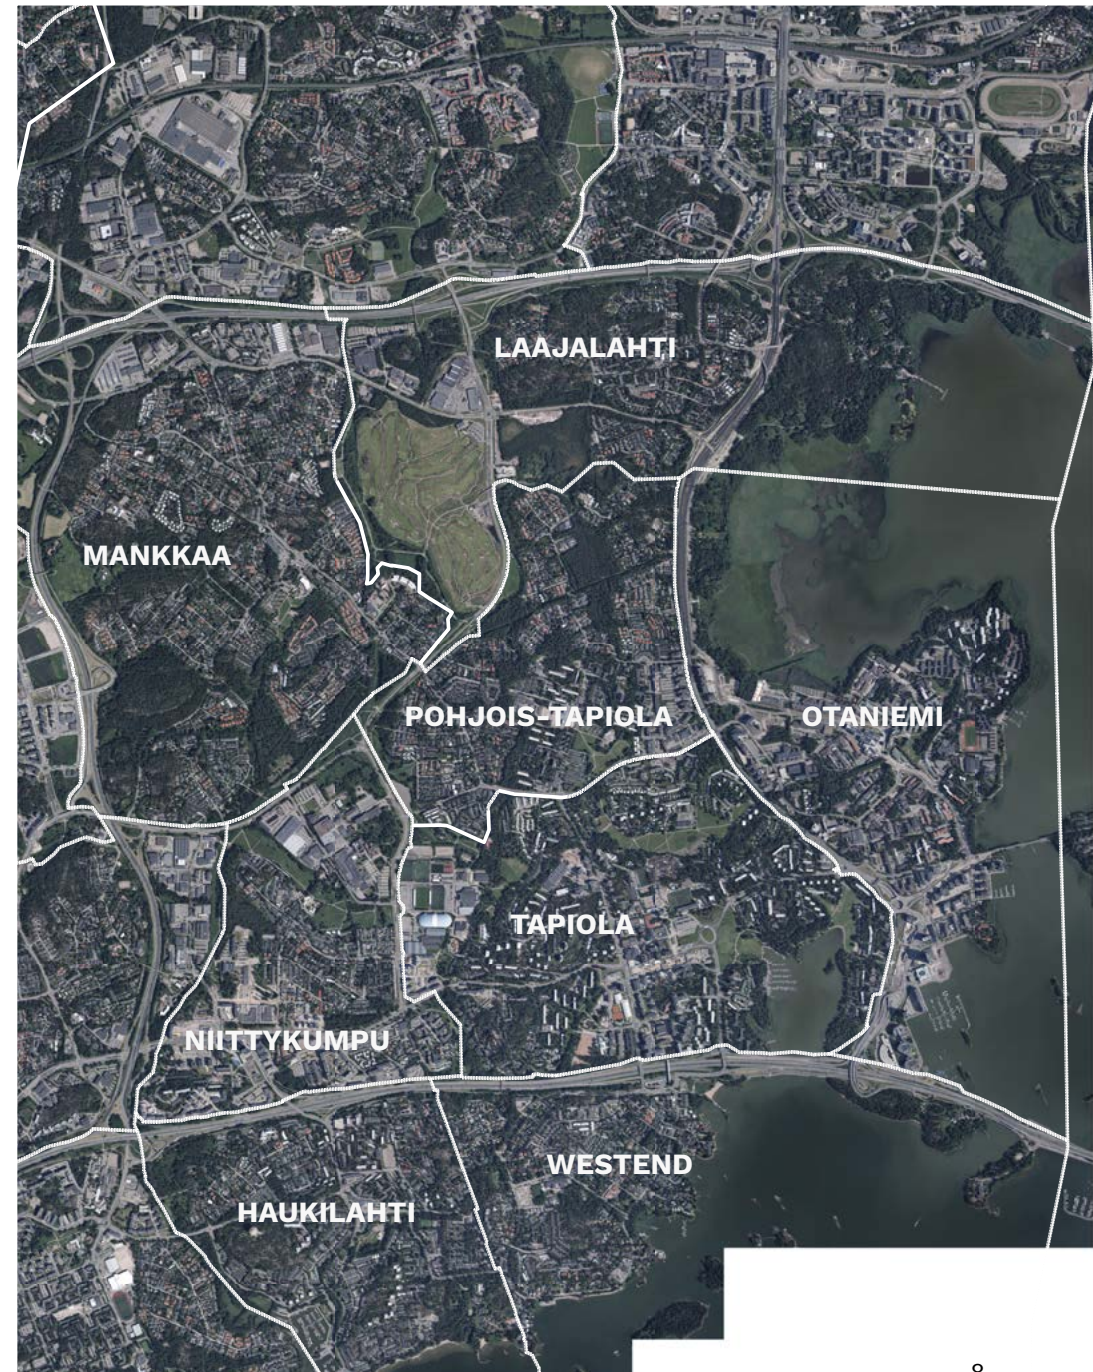 LAAJALAHTI
MANKKAA
POHJOIS-TAPIOLA
OTANIEMI
TAPIOLA
NIITTYKUMPU
WESTEND
HAUKILAHTI
8